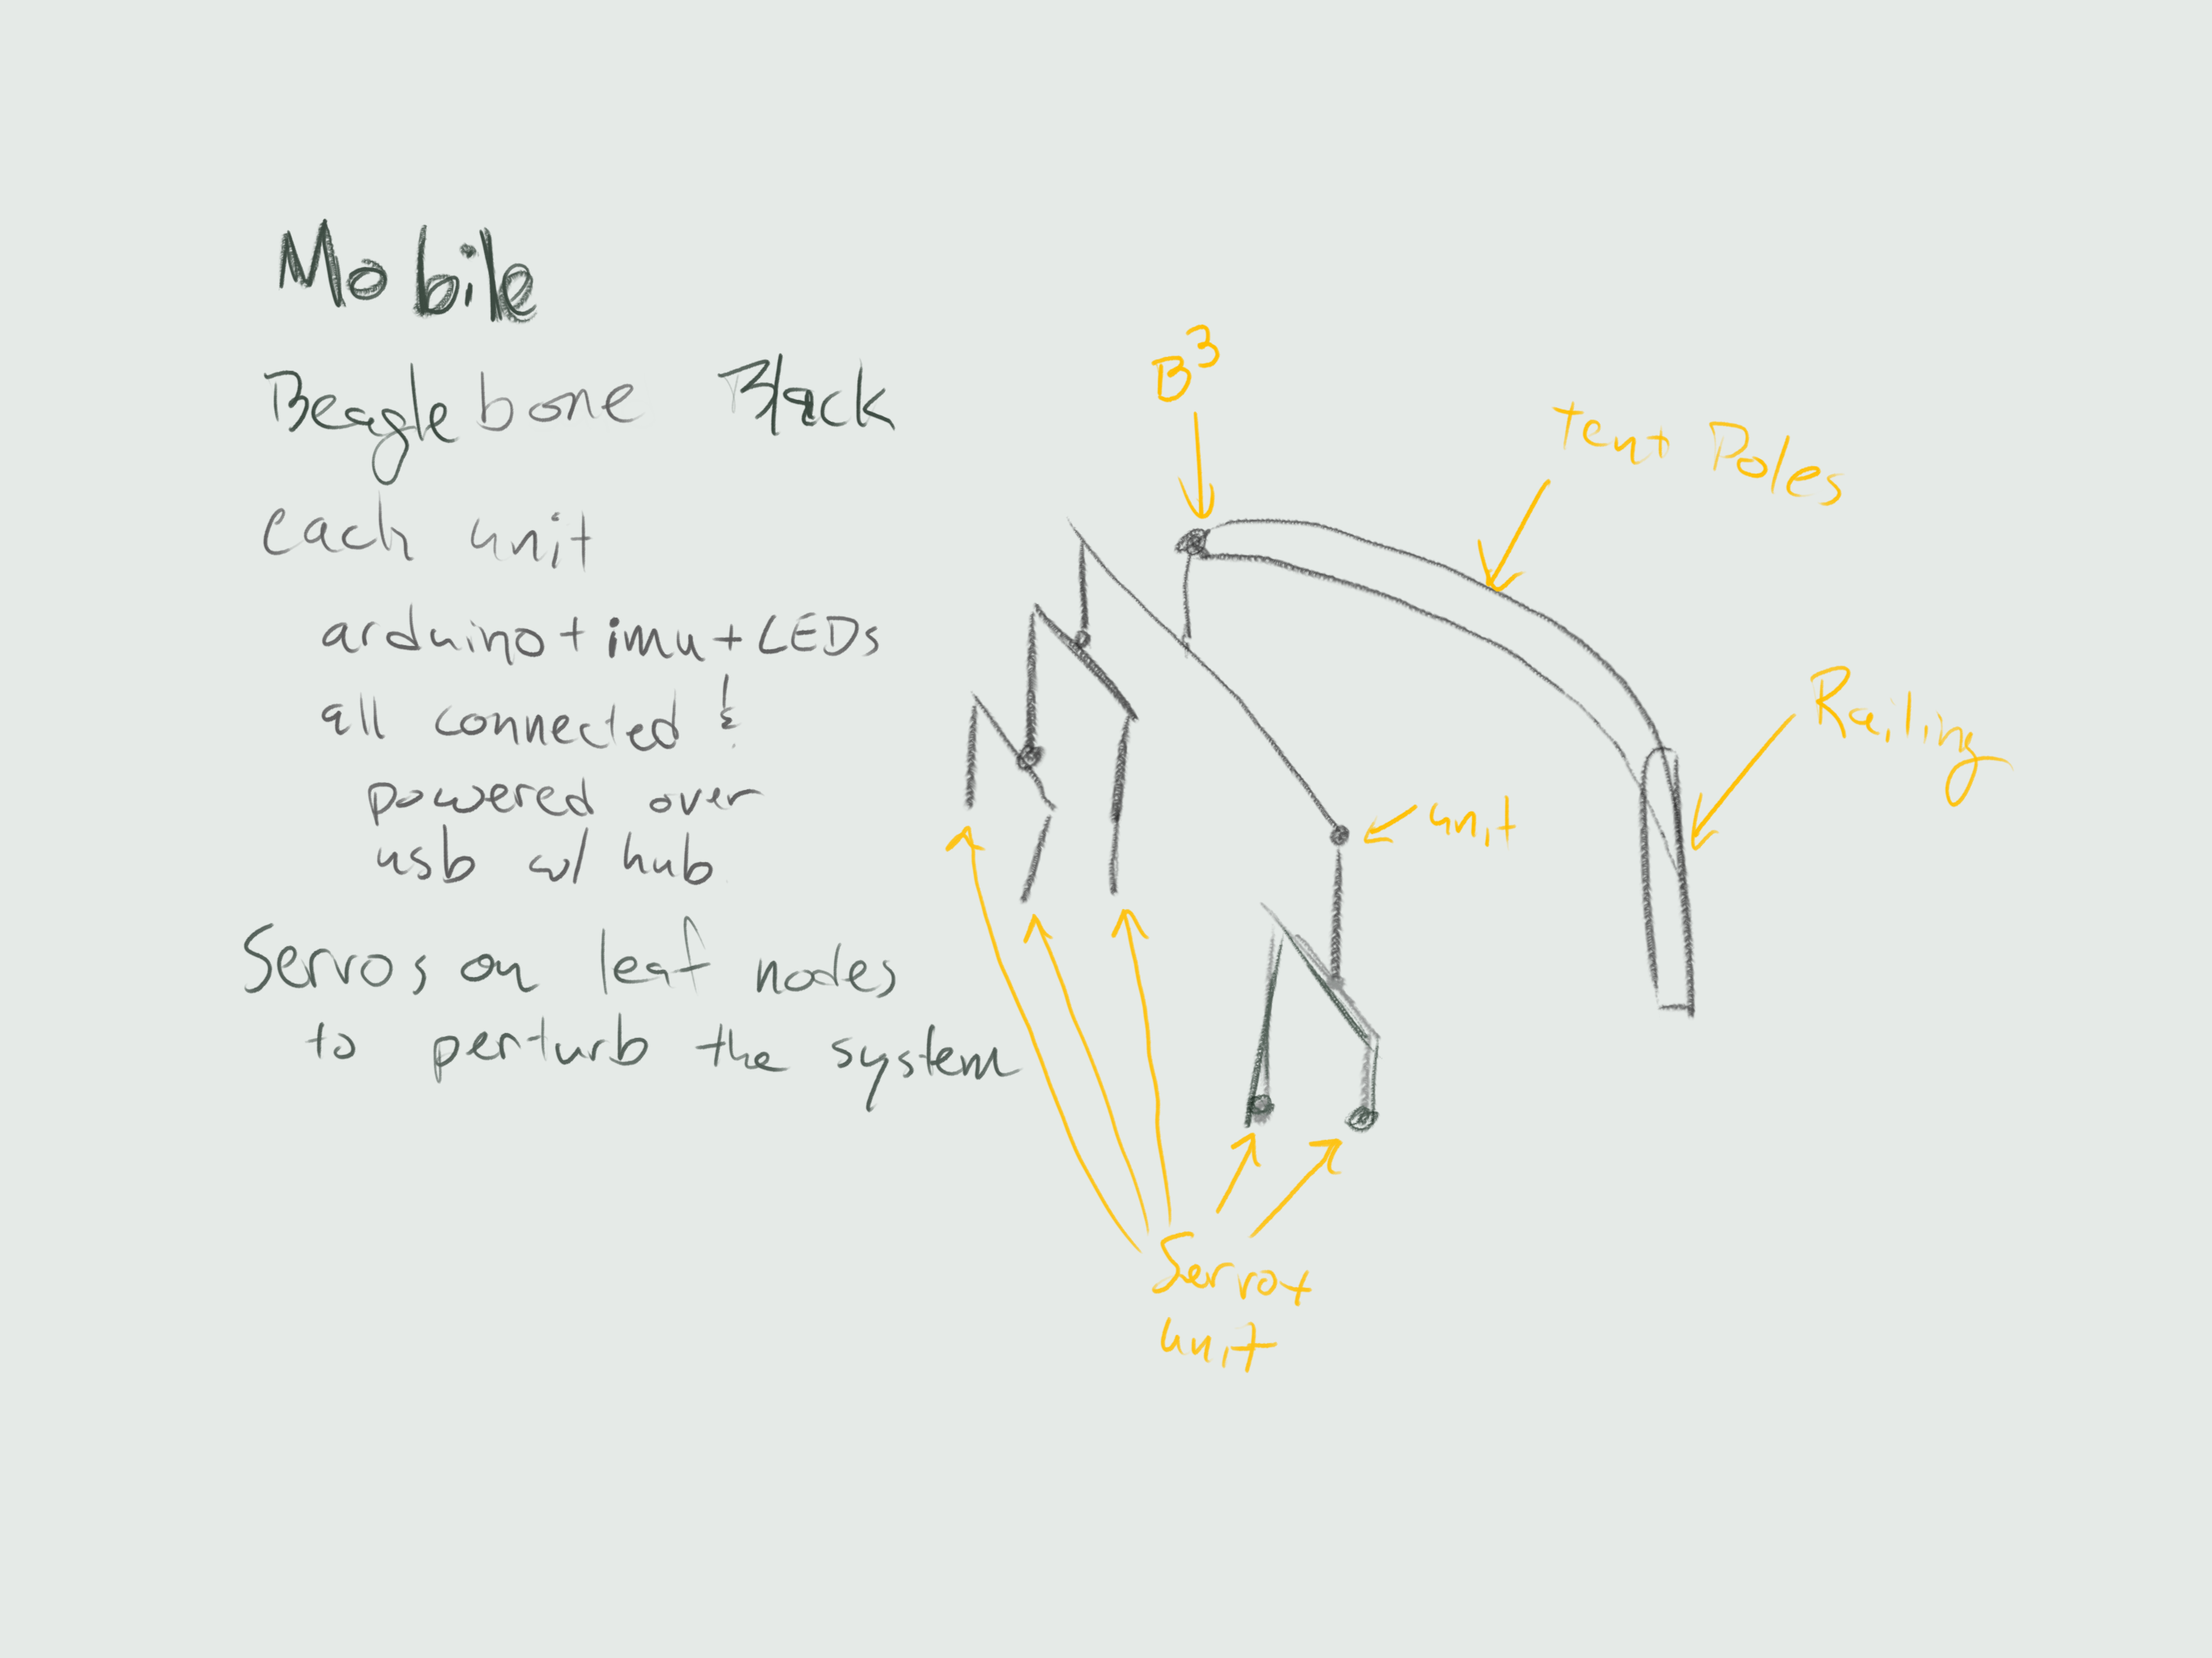 Mobile
Beaglebone Black
each unit
arduino + imu + LEDs
all connected &
powered over
usb w/ hub
Servos on leaf nodes
to perturb the system
B³
tent Poles
Railing
unit
Servo+
unit